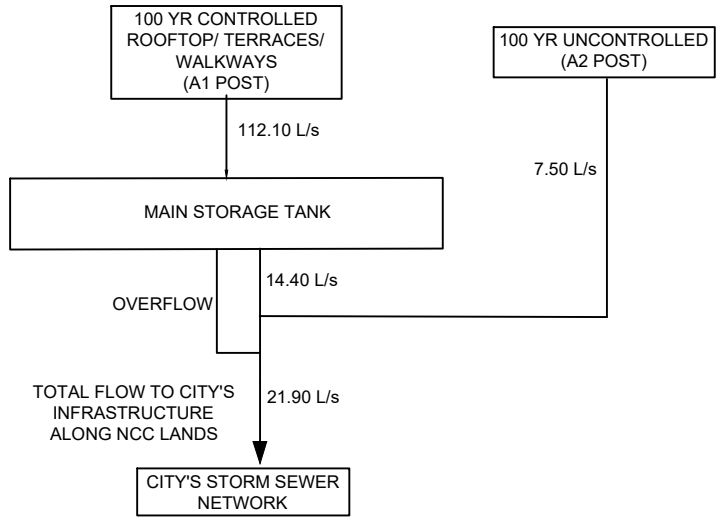 100 YR CONTROLLED
ROOFTOP/ TERRACES/
WALKWAYS
(A1 POST)
100 YR UNCONTROLLED
(A2 POST)
112.10 L/s
7.50 L/s
MAIN STORAGE TANK
14.40 L/s
OVERFLOW
TOTAL FLOW TO CITY'S
INFRASTRUCTURE
ALONG NCC LANDS
21.90 L/s
CITY'S STORM SEWER
NETWORK